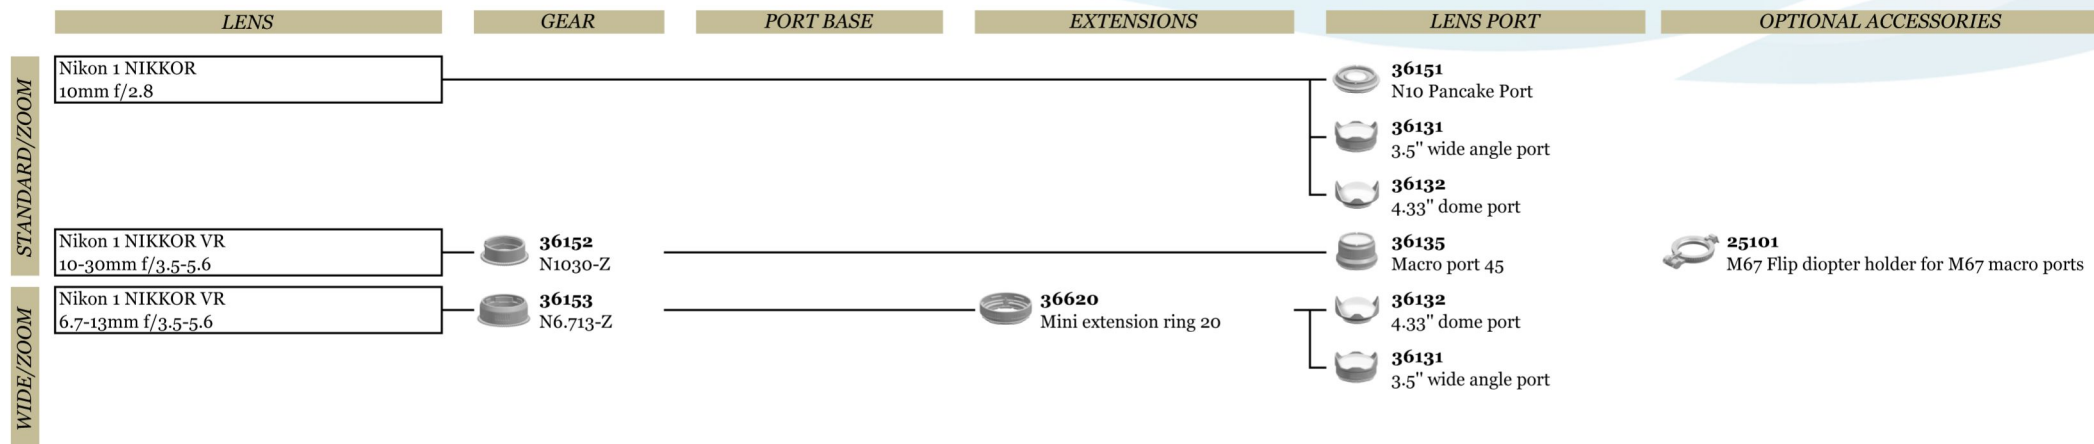 LENS GEAR PORT BASE EXTENSIONS LENS PORT OPTIONAL ACCESSORIES
STANDARD/ZOOM
Nikon 1 NIKKOR
10mm f/2.8
36151
N10 Pancake Port
36131
3.5" wide angle port
36132
4.33" dome port
Nikon 1 NIKKOR VR
10-30mm f/3.5-5.6
36152
N1030-Z
36135
Macro port 45
25101
M67 Flip diopter holder for M67 macro ports
WIDE/ZOOM
Nikon 1 NIKKOR VR
6.7-13mm f/3.5-5.6
36153
N6.713-Z
36620
Mini extension ring 20
36132
4.33" dome port
36131
3.5" wide angle port